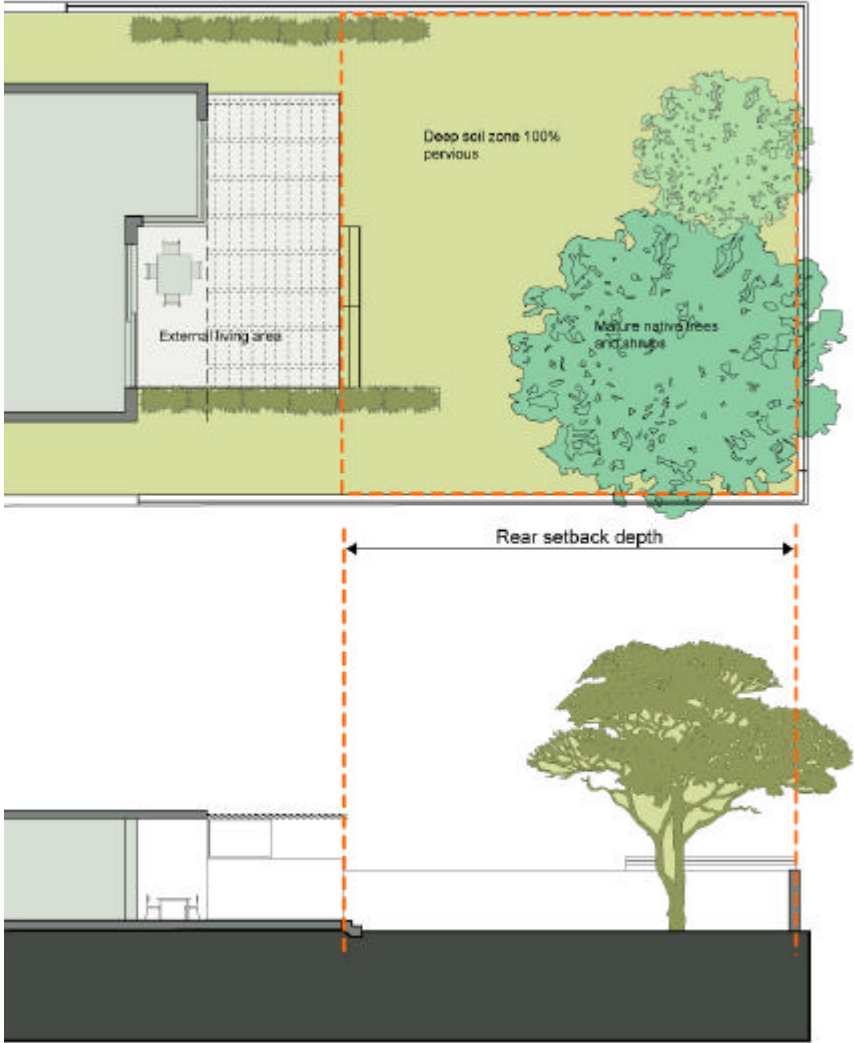 Deep soil zone 100%
pervious
Mature native trees
and shrubs
External living area
Rear setback depth